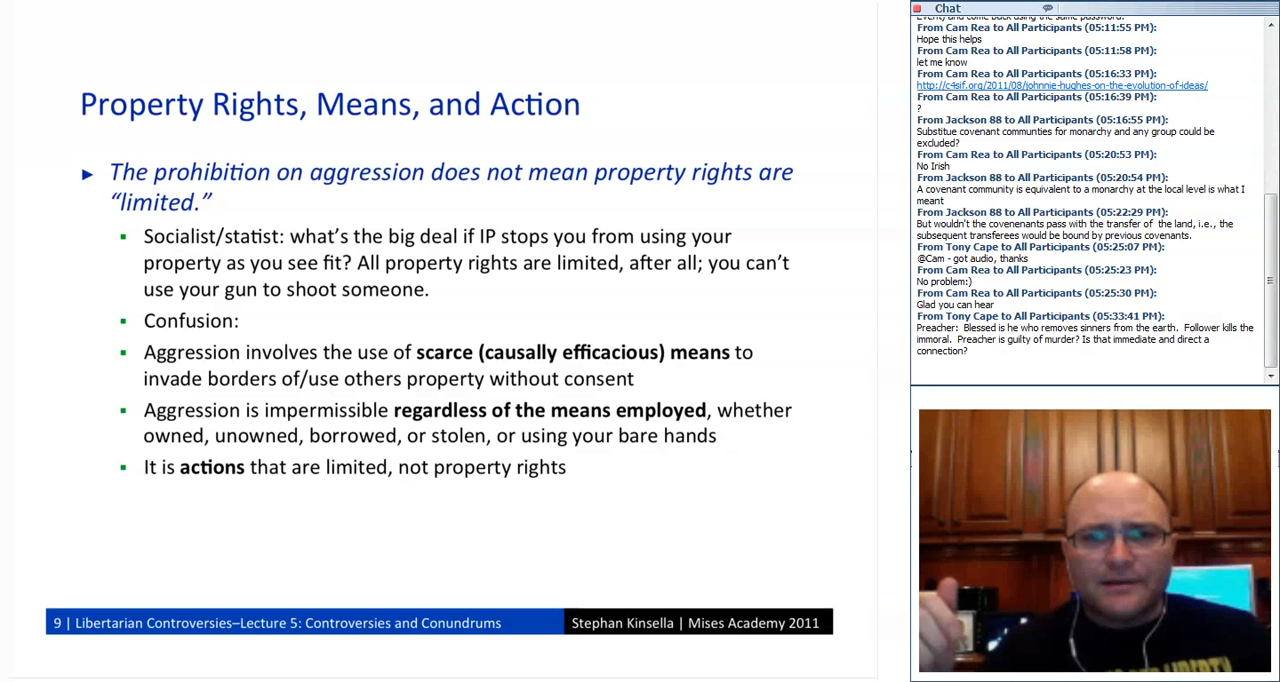 Property Rights, Means, and Action
► The prohibition on aggression does not mean property rights are
“limited.”
▪ Socialist/statist: what’s the big deal if IP stops you from using your
property as you see fit? All property rights are limited, after all; you can’t
use your gun to shoot someone.
▪ Confusion:
▪ Aggression involves the use of scarce (causally efficacious) means to
invade borders of/use others property without consent
▪ Aggression is impermissible regardless of the means employed, whether
owned, unowned, borrowed, or stolen, or using your bare hands
▪ It is actions that are limited, not property rights
9 | Libertarian Controversies–Lecture 5: Controversies and Conundrums
Stephan Kinsella | Mises Academy 2011
Chat
Event) and come back using the same password.
From Cam Rea to All Participants (05:11:55 PM):
Hope this helps
From Cam Rea to All Participants (05:11:58 PM):
let me know
From Cam Rea to All Participants (05:16:33 PM):
http://c4sif.org/2011/08/johnnie-hughes-on-the-evolution-of-ideas/
From Cam Rea to All Participants (05:16:39 PM):
?
From Jackson 88 to All Participants (05:16:55 PM):
Substitue covenant communties for monarchy and any group could be
excluded?
From Cam Rea to All Participants (05:20:53 PM):
No Irish
From Jackson 88 to All Participants (05:20:54 PM):
A covenant community is equivalent to a monarchy at the local level is what I
meant
From Jackson 88 to All Participants (05:22:29 PM):
But wouldn't the covenenants pass with the transfer of the land, i.e., the
subsequent transferees would be bound by previous covenants.
From Tony Cape to All Participants (05:25:07 PM):
@Cam - got audio, thanks
From Cam Rea to All Participants (05:25:23 PM):
No problem:)
From Cam Rea to All Participants (05:25:30 PM):
Glad you can hear
From Tony Cape to All Participants (05:33:41 PM):
Preacher: Blessed is he who removes sinners from the earth. Follower kills the
immoral. Preacher is guilty of murder? Is that immediate and direct a
connection?